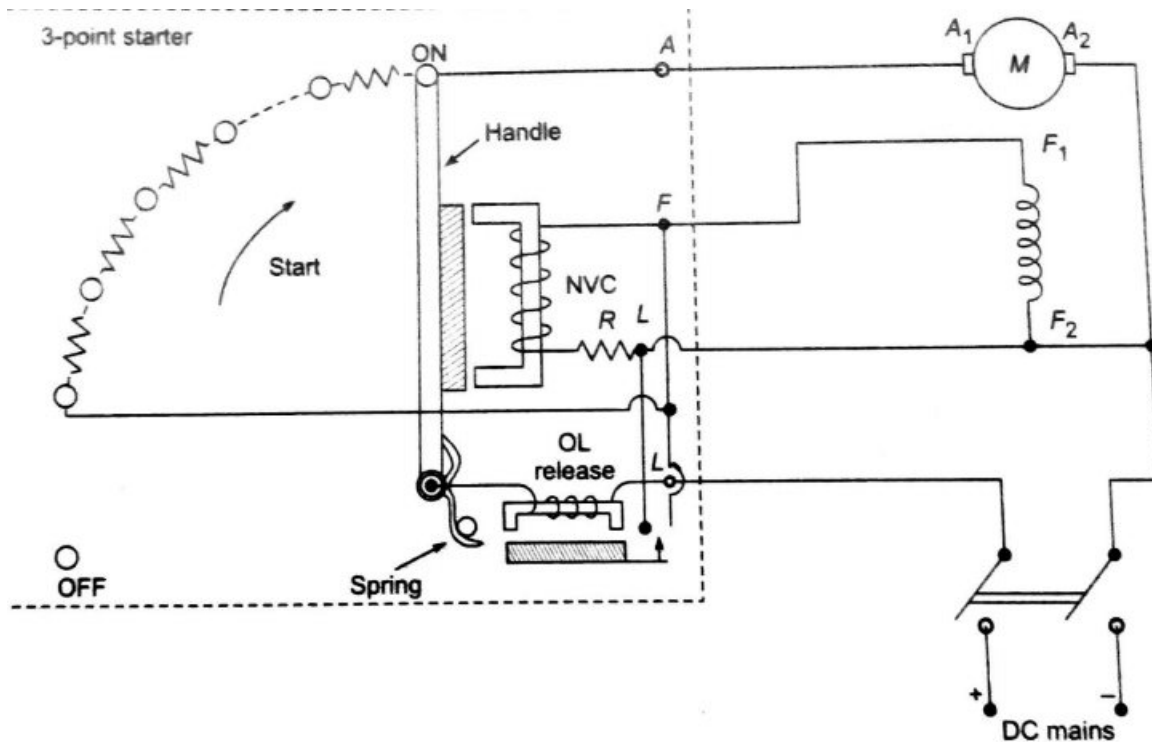 3-point starter
ON
A
A1
M
A2
Handle
F1
F
Start
NVC
R
L
F2
OL
release
L
Spring
OFF
+
−
DC mains